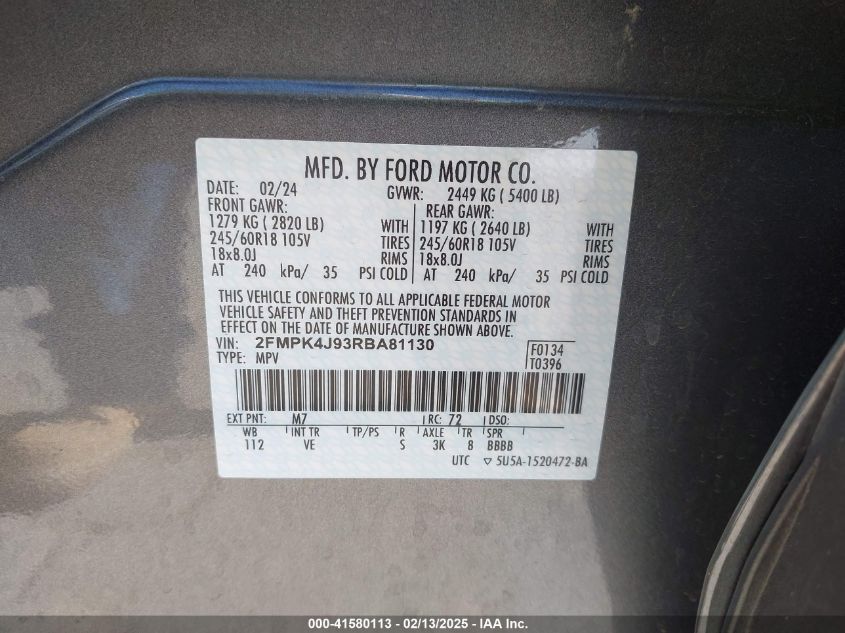 MFD. BY FORD MOTOR CO.
DATE: 02/24 GVWR: 2449 KG ( 5400 LB)
FRONT GAWR: REAR GAWR:
1279 KG ( 2820 LB) WITH 1197 KG ( 2640 LB) WITH
245/60R18 105V TIRES 245/60R18 105V TIRES
18x8.0J RIMS 18x8.0J RIMS
AT 240 kPa/ 35 PSI COLD AT 240 kPa/ 35 PSI COLD
THIS VEHICLE CONFORMS TO ALL APPLICABLE FEDERAL MOTOR
VEHICLE SAFETY AND THEFT PREVENTION STANDARDS IN
EFFECT ON THE DATE OF MANUFACTURE SHOWN ABOVE.
VIN: 2FMPK4J93RBA81130 F0134
TYPE: MPV T0396
EXT PNT: M7 RC: 72 DSO:
WB INT TR TP/PS R AXLE TR SPR
112 VE S 3K 8 BBBB
UTC ▽ 5U5A-1520472-BA
000-41580113 - 02/13/2025 - IAA Inc.